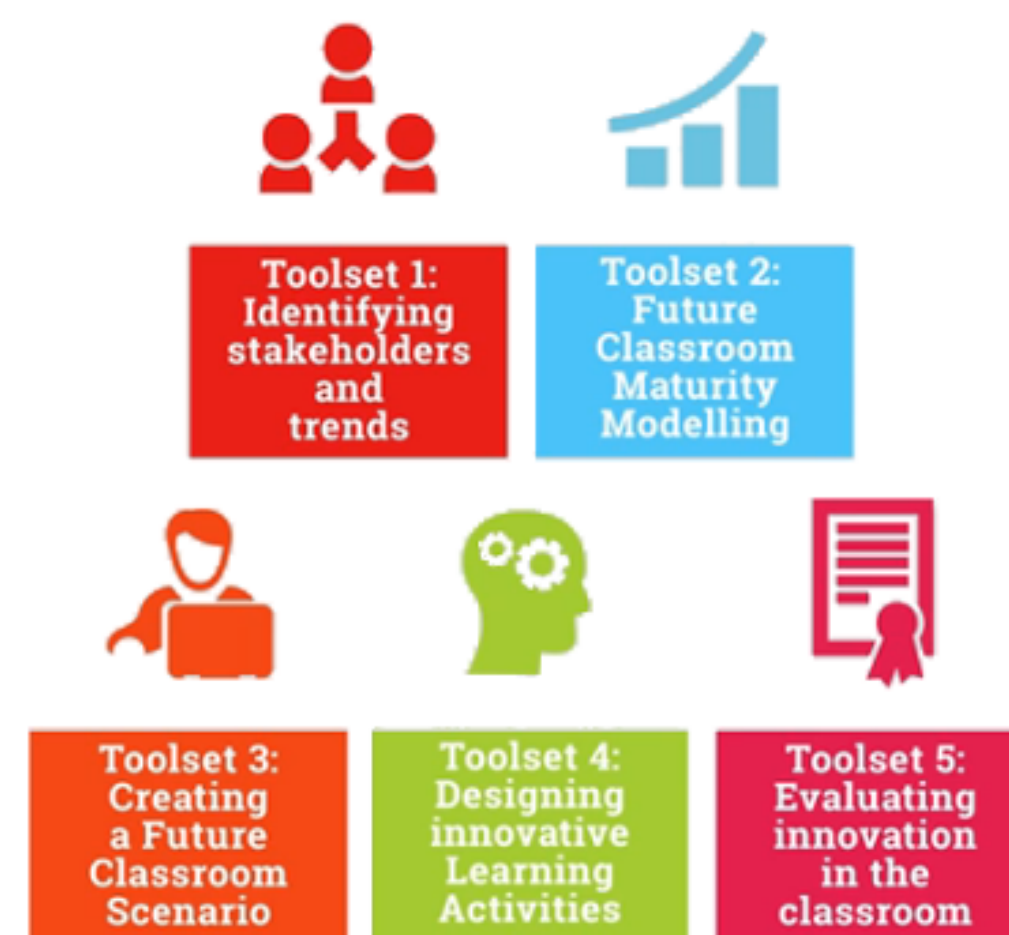 Toolset 1:
Identifying
stakeholders
and
trends
Toolset 2:
Future
Classroom
Maturity
Modelling
Toolset 3:
Creating
a Future
Classroom
Scenario
Toolset 4:
Designing
innovative
Learning
Activities
Toolset 5:
Evaluating
innovation
in the
classroom